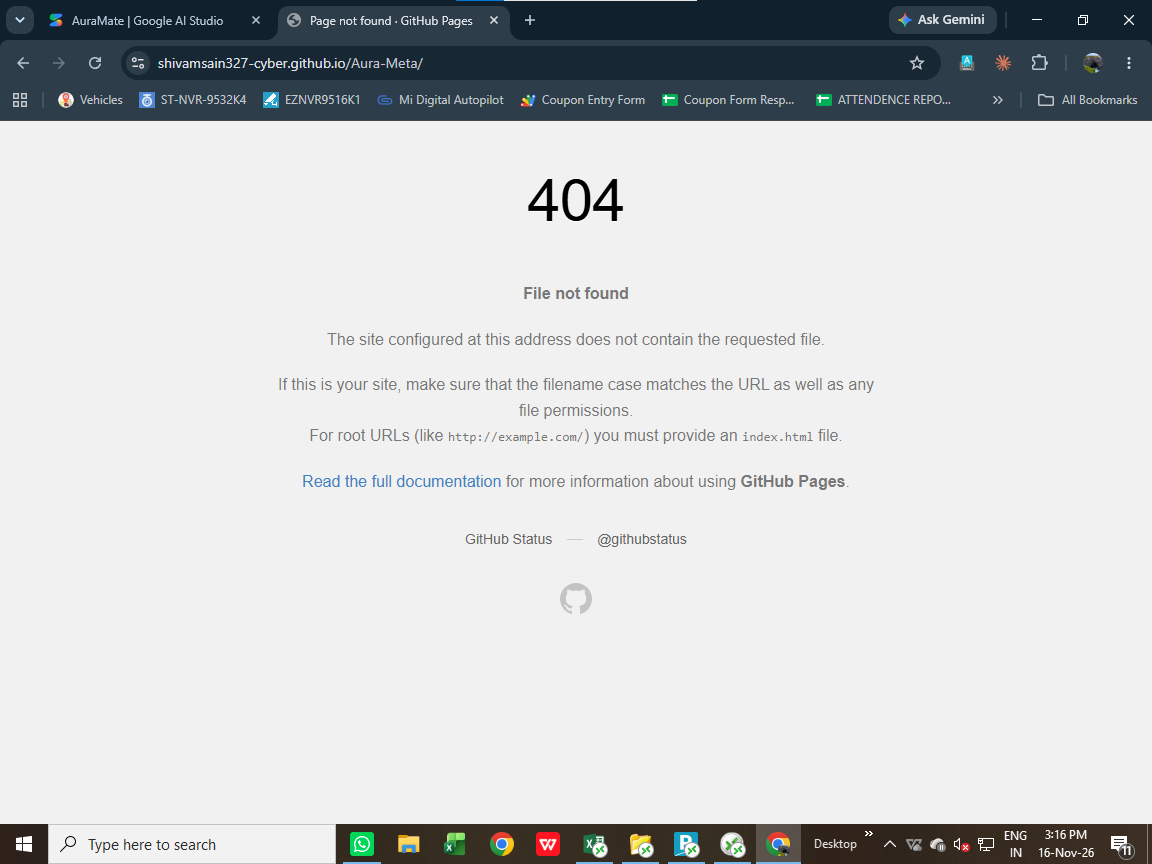 AuraMate | Google AI Studio
Page not found · GitHub Pages
Ask Gemini
shivamsain327-cyber.github.io/Aura-Meta/
Vehicles
ST-NVR-9532K4
EZNVR9516K1
Mi Digital Autopilot
Coupon Entry Form
Coupon Form Resp...
ATTENDENCE REPO...
All Bookmarks
404
File not found
The site configured at this address does not contain the requested file.
If this is your site, make sure that the filename case matches the URL as well as any
file permissions.
For root URLs (like http://example.com/) you must provide an index.html file.
Read the full documentation for more information about using GitHub Pages.
GitHub Status — @githubstatus
Type here to search
Desktop
ENG
IN
3:16 PM
16-Nov-26
11